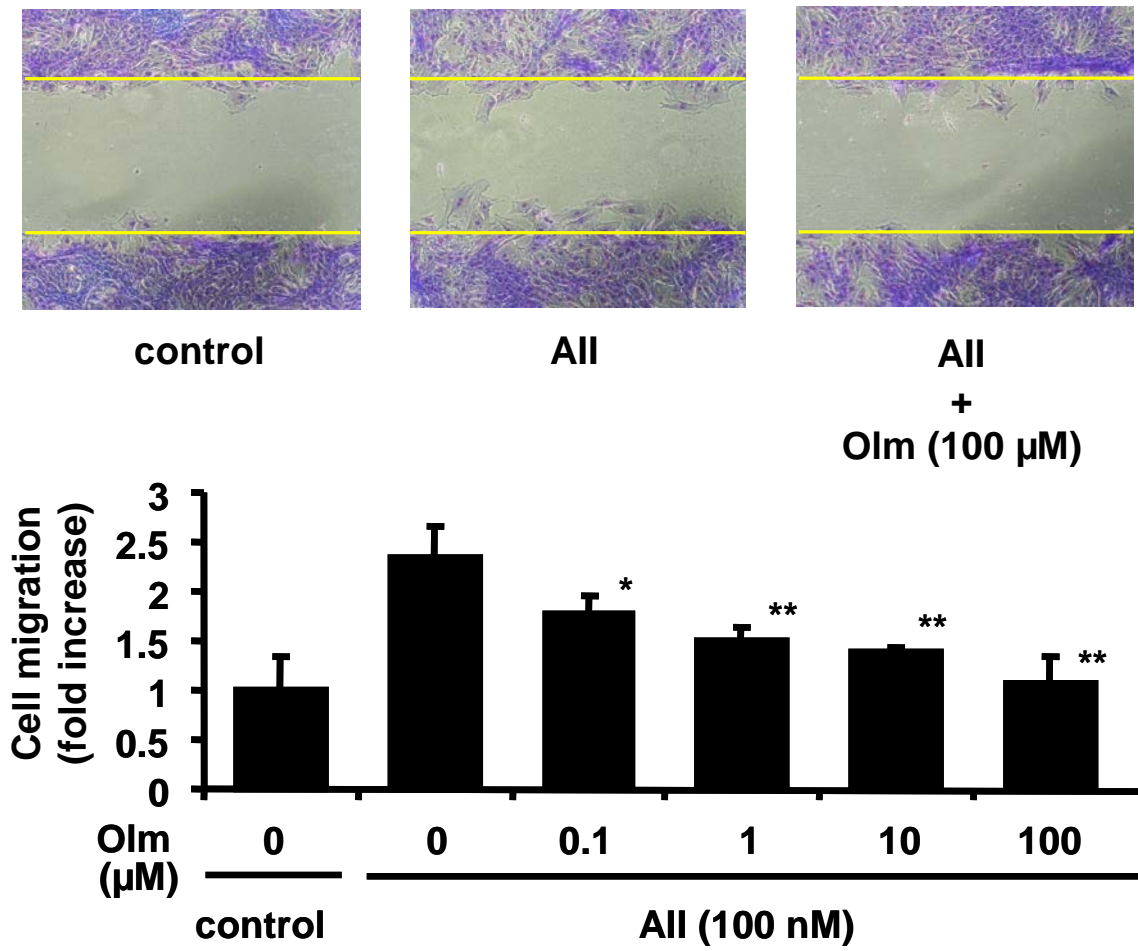 control
AII
AII
+
Olm (100 µM)
Cell migration
(fold increase)
3
2.5
2
1.5
1
0.5
0
*
**
**
**
Olm
(µM)
0
0
0.1
1
10
100
control
AII (100 nM)